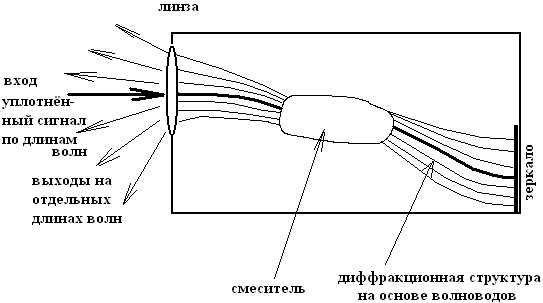 линза
вход
уплотнён-
ный сигнал
по длинам
волн
выходы на
отдельных
длинах волн
зеркало
смеситель
диффракционная структура
на основе волноводов